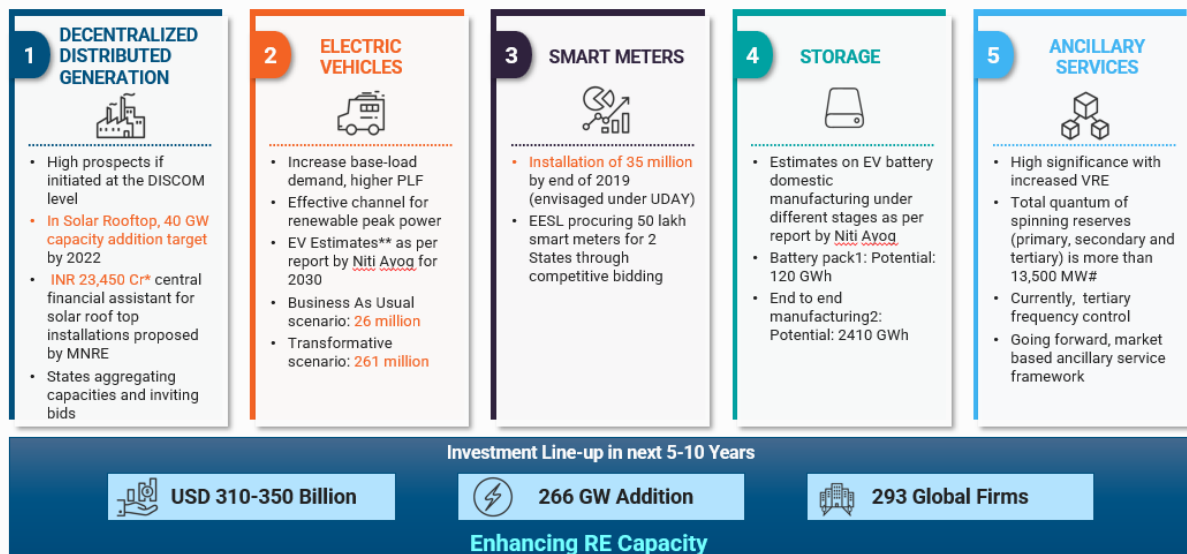 1
DECENTRALIZED
DISTRIBUTED
GENERATION
• High prospects if
initiated at the DISCOM
level
• In Solar Rooftop, 40 GW
capacity addition target
by 2022
• INR 23,450 Cr* central
financial assistant for
solar roof top
installations proposed
by MNRE
• States aggregating
capacities and inviting
bids
2
ELECTRIC
VEHICLES
• Increase base-load
demand, higher PLF
• Effective channel for
renewable peak power
• EV Estimates** as per
report by Niti Ayog for
2030
• Business As Usual
scenario: 26 million
• Transformative
scenario: 261 million
3
SMART METERS
• Installation of 35 million
by end of 2019
(envisaged under UDAY)
• EESL procuring 50 lakh
smart meters for 2
States through
competitive bidding
4
STORAGE
• Estimates on EV battery
domestic
manufacturing under
different stages as per
report by Niti Ayog
• Battery pack1: Potential:
120 GWh
• End to end
manufacturing2:
Potential: 2410 GWh
5
ANCILLARY
SERVICES
• High significance with
increased VRE
• Total quantum of
spinning reserves
(primary, secondary and
tertiary) is more than
13,500 MW#
• Currently, tertiary
frequency control
• Going forward, market
based ancillary service
framework
Investment Line-up in next 5-10 Years
USD 310-350 Billion
266 GW Addition
293 Global Firms
Enhancing RE Capacity